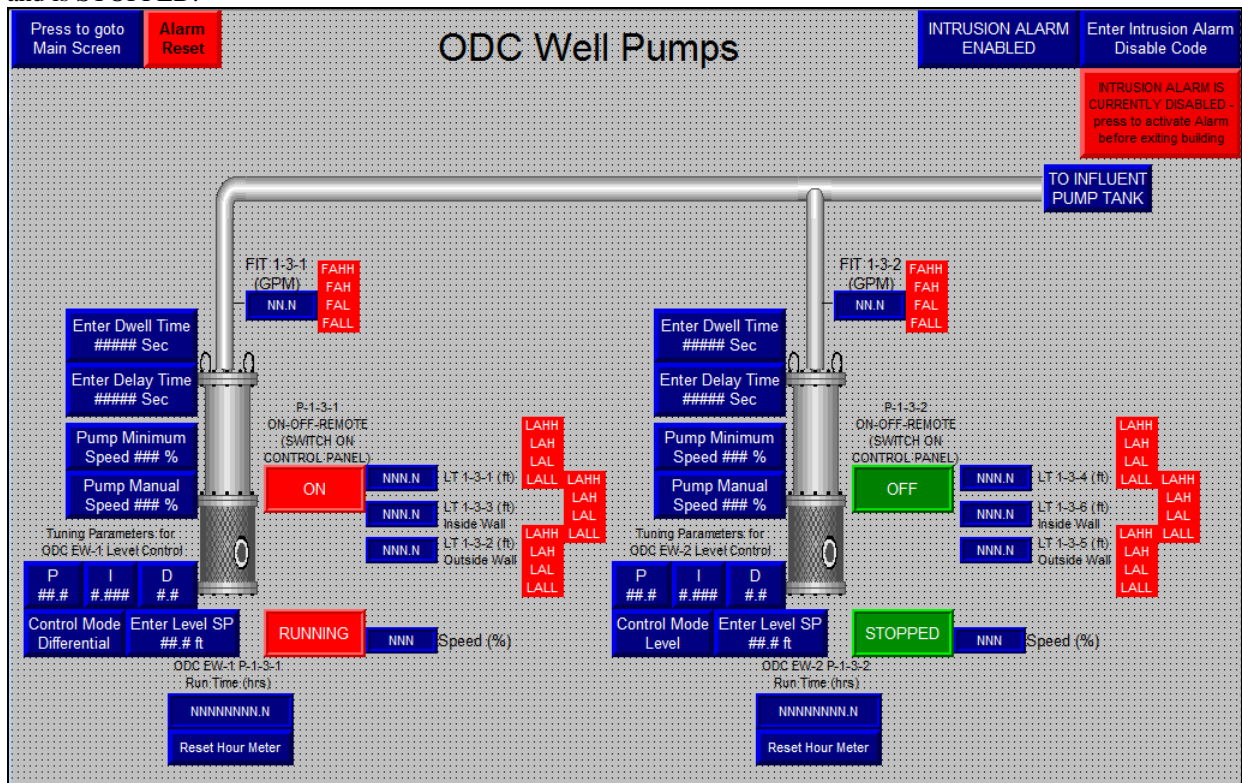 and is STOPPED.
Press to goto
Main Screen
Alarm
Reset
ODC Well Pumps
INTRUSION ALARM
ENABLED
Enter Intrusion Alarm
Disable Code
INTRUSION ALARM IS
CURRENTLY DISABLED -
press to activate Alarm
before exiting building
TO INFLUENT
PUMP TANK
FIT 1-3-1
(GPM)
NN.N
FAHH
FAH
FAL
FALL
Enter Dwell Time
##### Sec
Enter Delay Time
##### Sec
Pump Minimum
Speed ### %
Pump Manual
Speed ### %
P-1-3-1
ON-OFF-REMOTE
(SWITCH ON
CONTROL PANEL)
ON
NNN.N
LT 1-3-1 (ft)
NNN.N
LT 1-3-3 (ft)
Inside Wall
NNN.N
LT 1-3-2 (ft)
Outside Wall
LAHH
LAH
LAL
LALL
LAHH
LAH
LAL
LALL
LAHH
LAH
LAL
LALL
Tuning Parameters for
ODC EW-1 Level Control
P
##.#
I
#.###
D
#.#
Control Mode
Differential
Enter Level SP
##.# ft
RUNNING
NNN
Speed (%)
ODC EW-1 P-1-3-1
Run Time (hrs)
NNNNNNNN.N
Reset Hour Meter
FIT 1-3-2
(GPM)
NN.N
FAHH
FAH
FAL
FALL
Enter Dwell Time
##### Sec
Enter Delay Time
##### Sec
Pump Minimum
Speed ### %
Pump Manual
Speed ### %
P-1-3-2
ON-OFF-REMOTE
(SWITCH ON
CONTROL PANEL)
OFF
NNN.N
LT 1-3-4 (ft)
NNN.N
LT 1-3-6 (ft)
Inside Wall
NNN.N
LT 1-3-5 (ft)
Outside Wall
LAHH
LAH
LAL
LALL
LAHH
LAH
LAL
LALL
LAHH
LAH
LAL
LALL
Tuning Parameters for
ODC EW-2 Level Control
P
##.#
I
#.###
D
#.#
Control Mode
Level
Enter Level SP
##.# ft
STOPPED
NNN
Speed (%)
ODC EW-2 P-1-3-2
Run Time (hrs)
NNNNNNNN.N
Reset Hour Meter